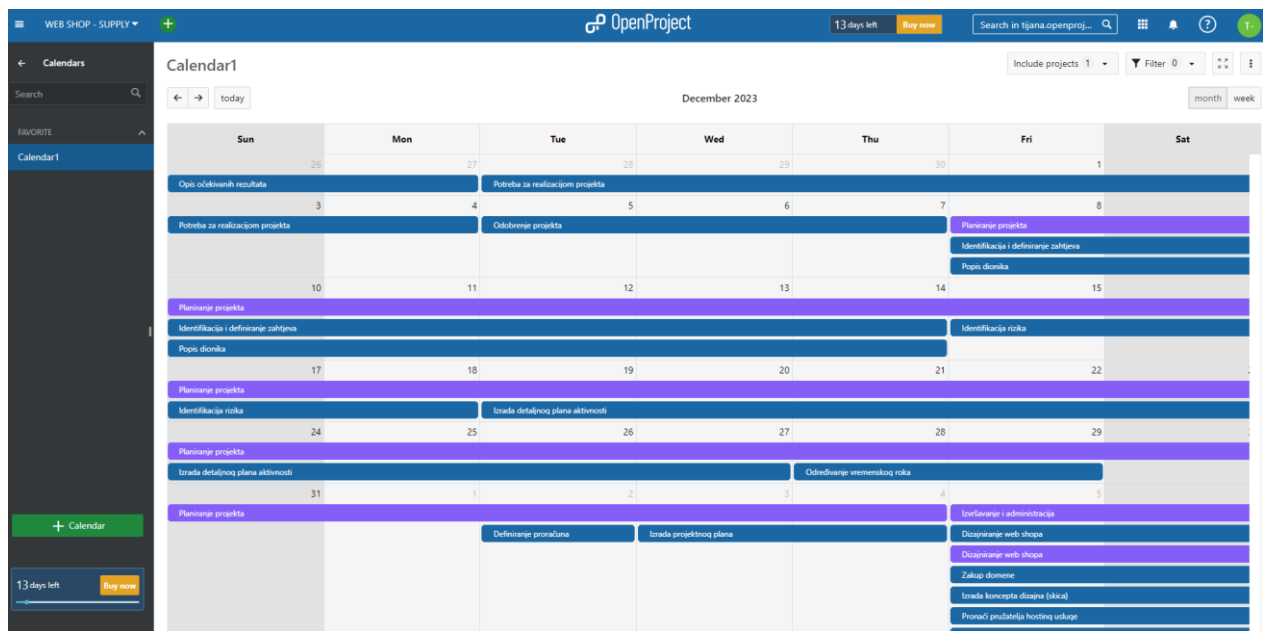 WEB SHOP - SUPPLY
OpenProject
13 days left Buy now
Search in tijana.openproj...
T-
Calendars
Search
FAVORITE
Calendar1
+ Calendar
13 days left Buy now
Calendar1
Include projects 1
Filter 0
today
December 2023
month week
Sun Mon Tue Wed Thu Fri Sat
26 27 28 29 30 1
Opis očekivanih rezultata Potreba za realizacijom projekta
3 4 5 6 7 8
Potreba za realizacijom projekta Odobrenje projekta Planiranje projekta
Identifikacija i definiranje zahtjeva
Popis dionika
10 11 12 13 14 15
Planiranje projekta
Identifikacija i definiranje zahtjeva Identifikacija rizika
Popis dionika
17 18 19 20 21 22
Planiranje projekta
Identifikacija rizika Izrada detaljnog plana aktivnosti
24 25 26 27 28 29
Planiranje projekta
Izrada detaljnog plana aktivnosti Određivanje vremenskog roka
31 1 2 3 4 5
Planiranje projekta Izvršavanje i administracija
Definiranje proračuna Izrada projektnog plana Dizajniranje web shopa
Dizajniranje web shopa
Zakup domene
Izrada koncepta dizajna (skica)
Pronaći pružatelja hosting usluge